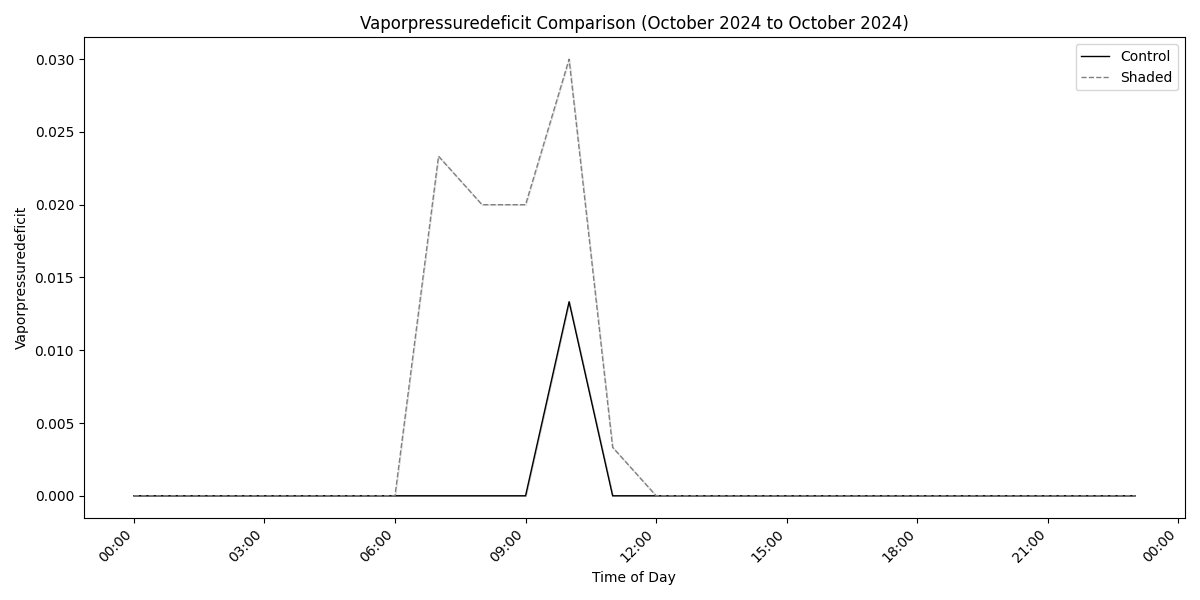 Vaporpressuredeficit Comparison (October 2024 to October 2024)
Control
Shaded
Vaporpressuredeficit
0.030
0.025
0.020
0.015
0.010
0.005
0.000
00:00 03:00 06:00 09:00 12:00 15:00 18:00 21:00 00:00
Time of Day